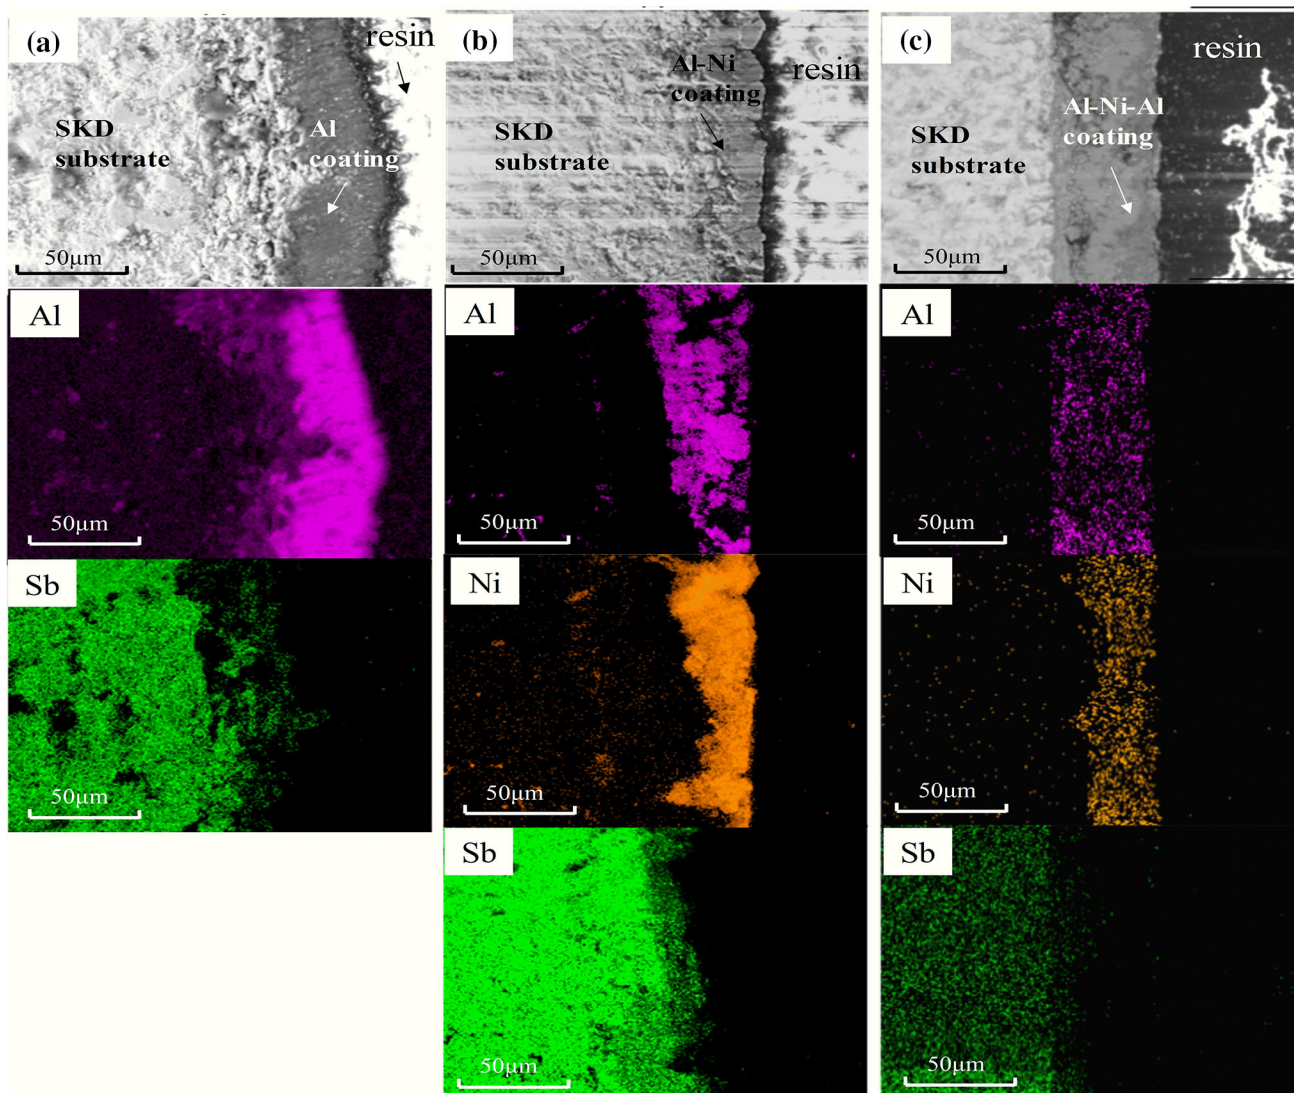 (a)
resin
SKD
substrate
Al
coating
50μm
(b)
Al-Ni
coating
resin
SKD
substrate
50μm
(c)
resin
Al-Ni-Al
coating
SKD
substrate
50μm
Al
50μm
Al
50μm
Al
50μm
Sb
50μm
Ni
50μm
Ni
50μm
Sb
50μm
Sb
50μm